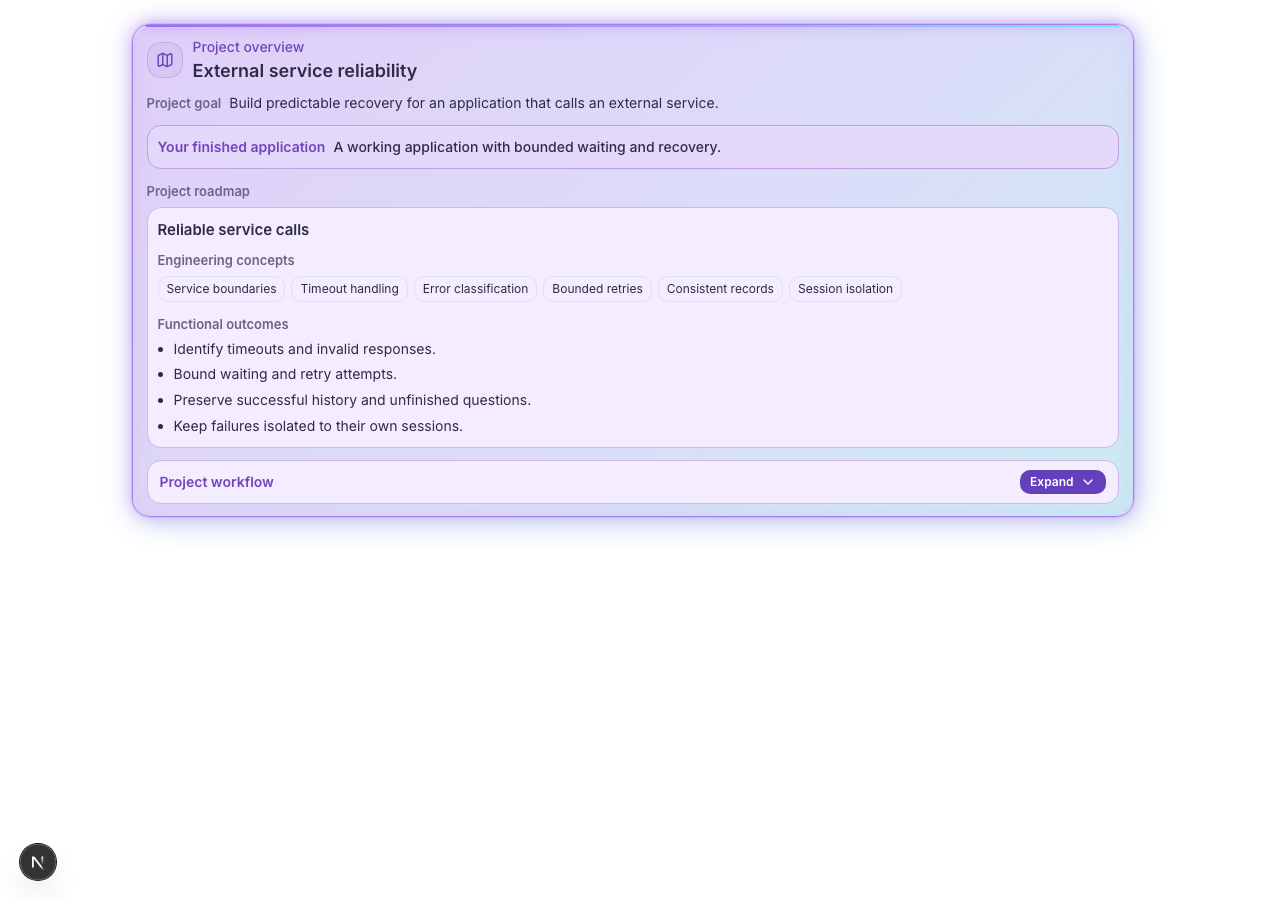 Project overview
External service reliability
Project goal Build predictable recovery for an application that calls an external service.
Your finished application A working application with bounded waiting and recovery.
Project roadmap
Reliable service calls
Engineering concepts
Service boundaries Timeout handling Error classification Bounded retries Consistent records Session isolation
Functional outcomes
• Identify timeouts and invalid responses.
• Bound waiting and retry attempts.
• Preserve successful history and unfinished questions.
• Keep failures isolated to their own sessions.
Project workflow Expand
N